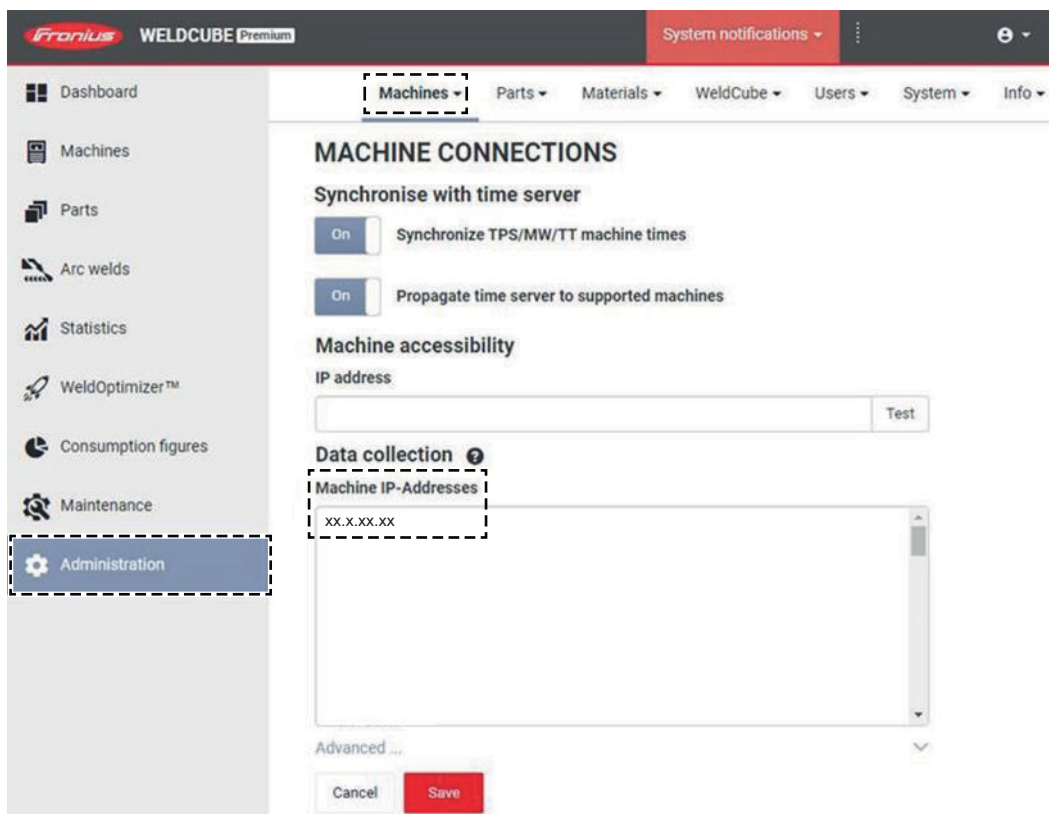 Fronius WELDCUBE Premium System notifications
Dashboard
Machines
Parts
Arc welds
Statistics
WeldOptimizer™
Consumption figures
Maintenance
Administration
Machines Parts Materials WeldCube Users System Info
MACHINE CONNECTIONS
Synchronise with time server
On Synchronize TPS/MW/TT machine times
On Propagate time server to supported machines
Machine accessibility
IP address
Test
Data collection ?
Machine IP-Addresses
xx.x.xx.xx
Advanced ...
Cancel Save